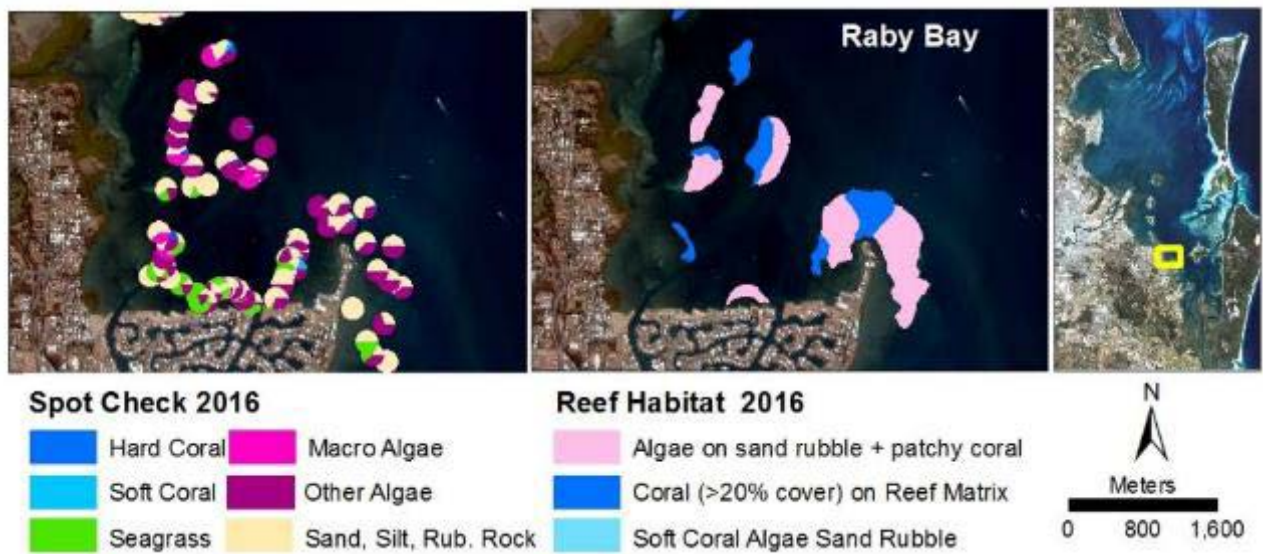 Raby Bay
Spot Check 2016
Hard Coral
Macro Algae
Soft Coral
Other Algae
Seagrass
Sand, Silt, Rub. Rock
Reef Habitat 2016
Algae on sand rubble + patchy coral
Coral (>20% cover) on Reef Matrix
Soft Coral Algae Sand Rubble
N
Meters
0 800 1,600